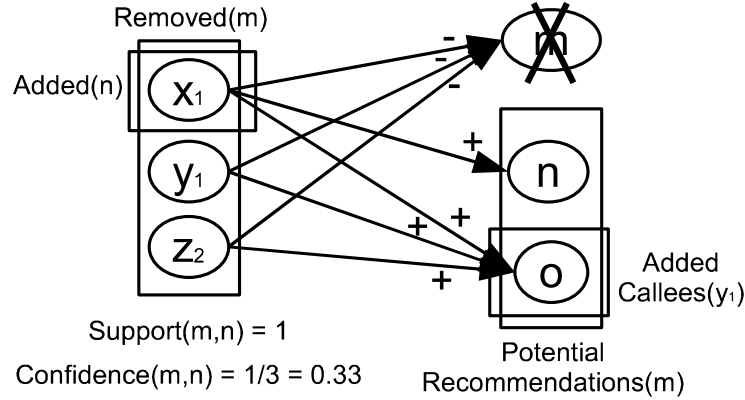 Removed(m)
Added(n)
x1
y1
z2
-
-
-
+
+
+
+
m
n
o
Added
Callees(y1)
Support(m,n) = 1
Confidence(m,n) = 1/3 = 0.33
Potential
Recommendations(m)